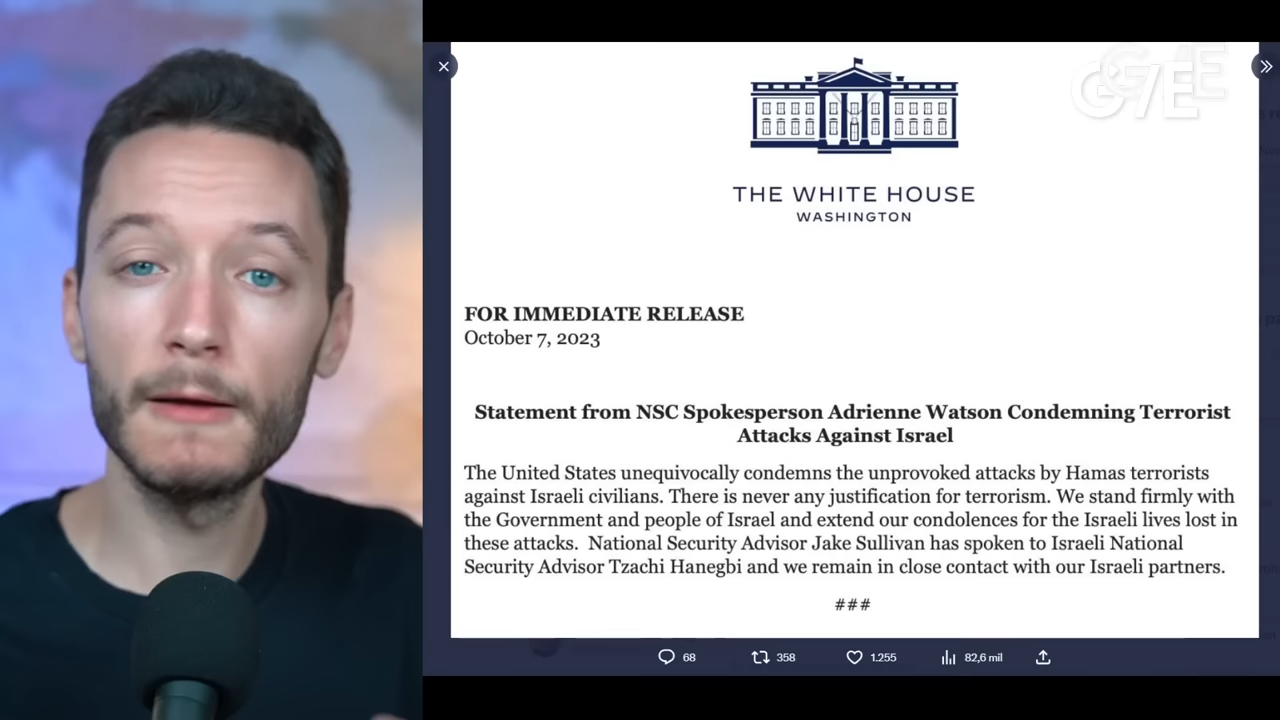 THE WHITE HOUSE
WASHINGTON
FOR IMMEDIATE RELEASE
October 7, 2023
Statement from NSC Spokesperson Adrienne Watson Condemning Terrorist
Attacks Against Israel
The United States unequivocally condemns the unprovoked attacks by Hamas terrorists
against Israeli civilians. There is never any justification for terrorism. We stand firmly with
the Government and people of Israel and extend our condolences for the Israeli lives lost in
these attacks.  National Security Advisor Jake Sullivan has spoken to Israeli National
Security Advisor Tzachi Hanegbi and we remain in close contact with our Israeli partners.
###
68 358 1.255 82,6 mil